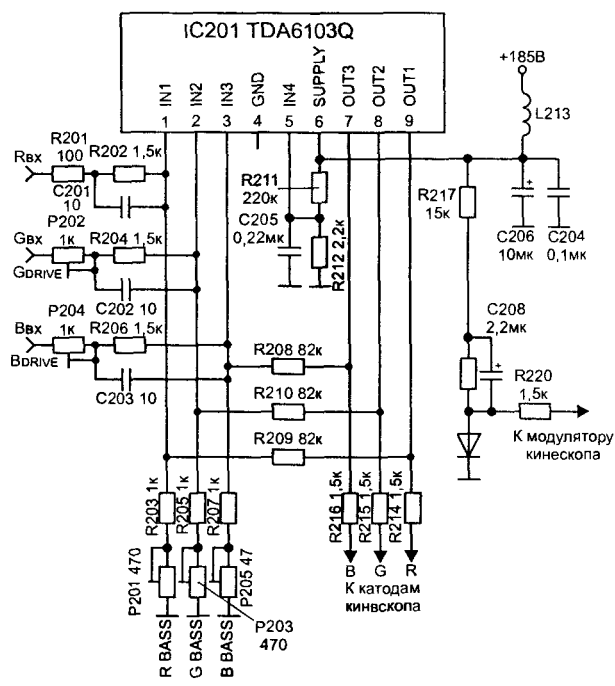 IC201 TDA6103Q
IN1
IN2
IN3
GND
IN4
SUPPLY
OUT3
OUT2
OUT1
1 2 3 4 5 6 7 8 9
+185В
L213
Rвх
R201
100
R202 1,5к
C201
10
Gвх
P202
1к
R204 1,5к
GDRIVE
C202 10
Bвх
P204
1к
R206 1,5к
BDRIVE
C203 10
R211
220к
C205
0,22мк
R212 2,2к
R217
15к
C206
10мк
C204
0,1мк
+
C208
2,2мк
+
R220
1,5к
К модулятору
кинескопа
R208 82к
R210 82к
R209 82к
R203 1к
R205 1к
R207 1к
R216 1,5к
R215 1,5к
R214 1,5к
B G R
К катодам
кинвскопа
P201 470
P205 47
P203
470
R BASS
G BASS
B BASS